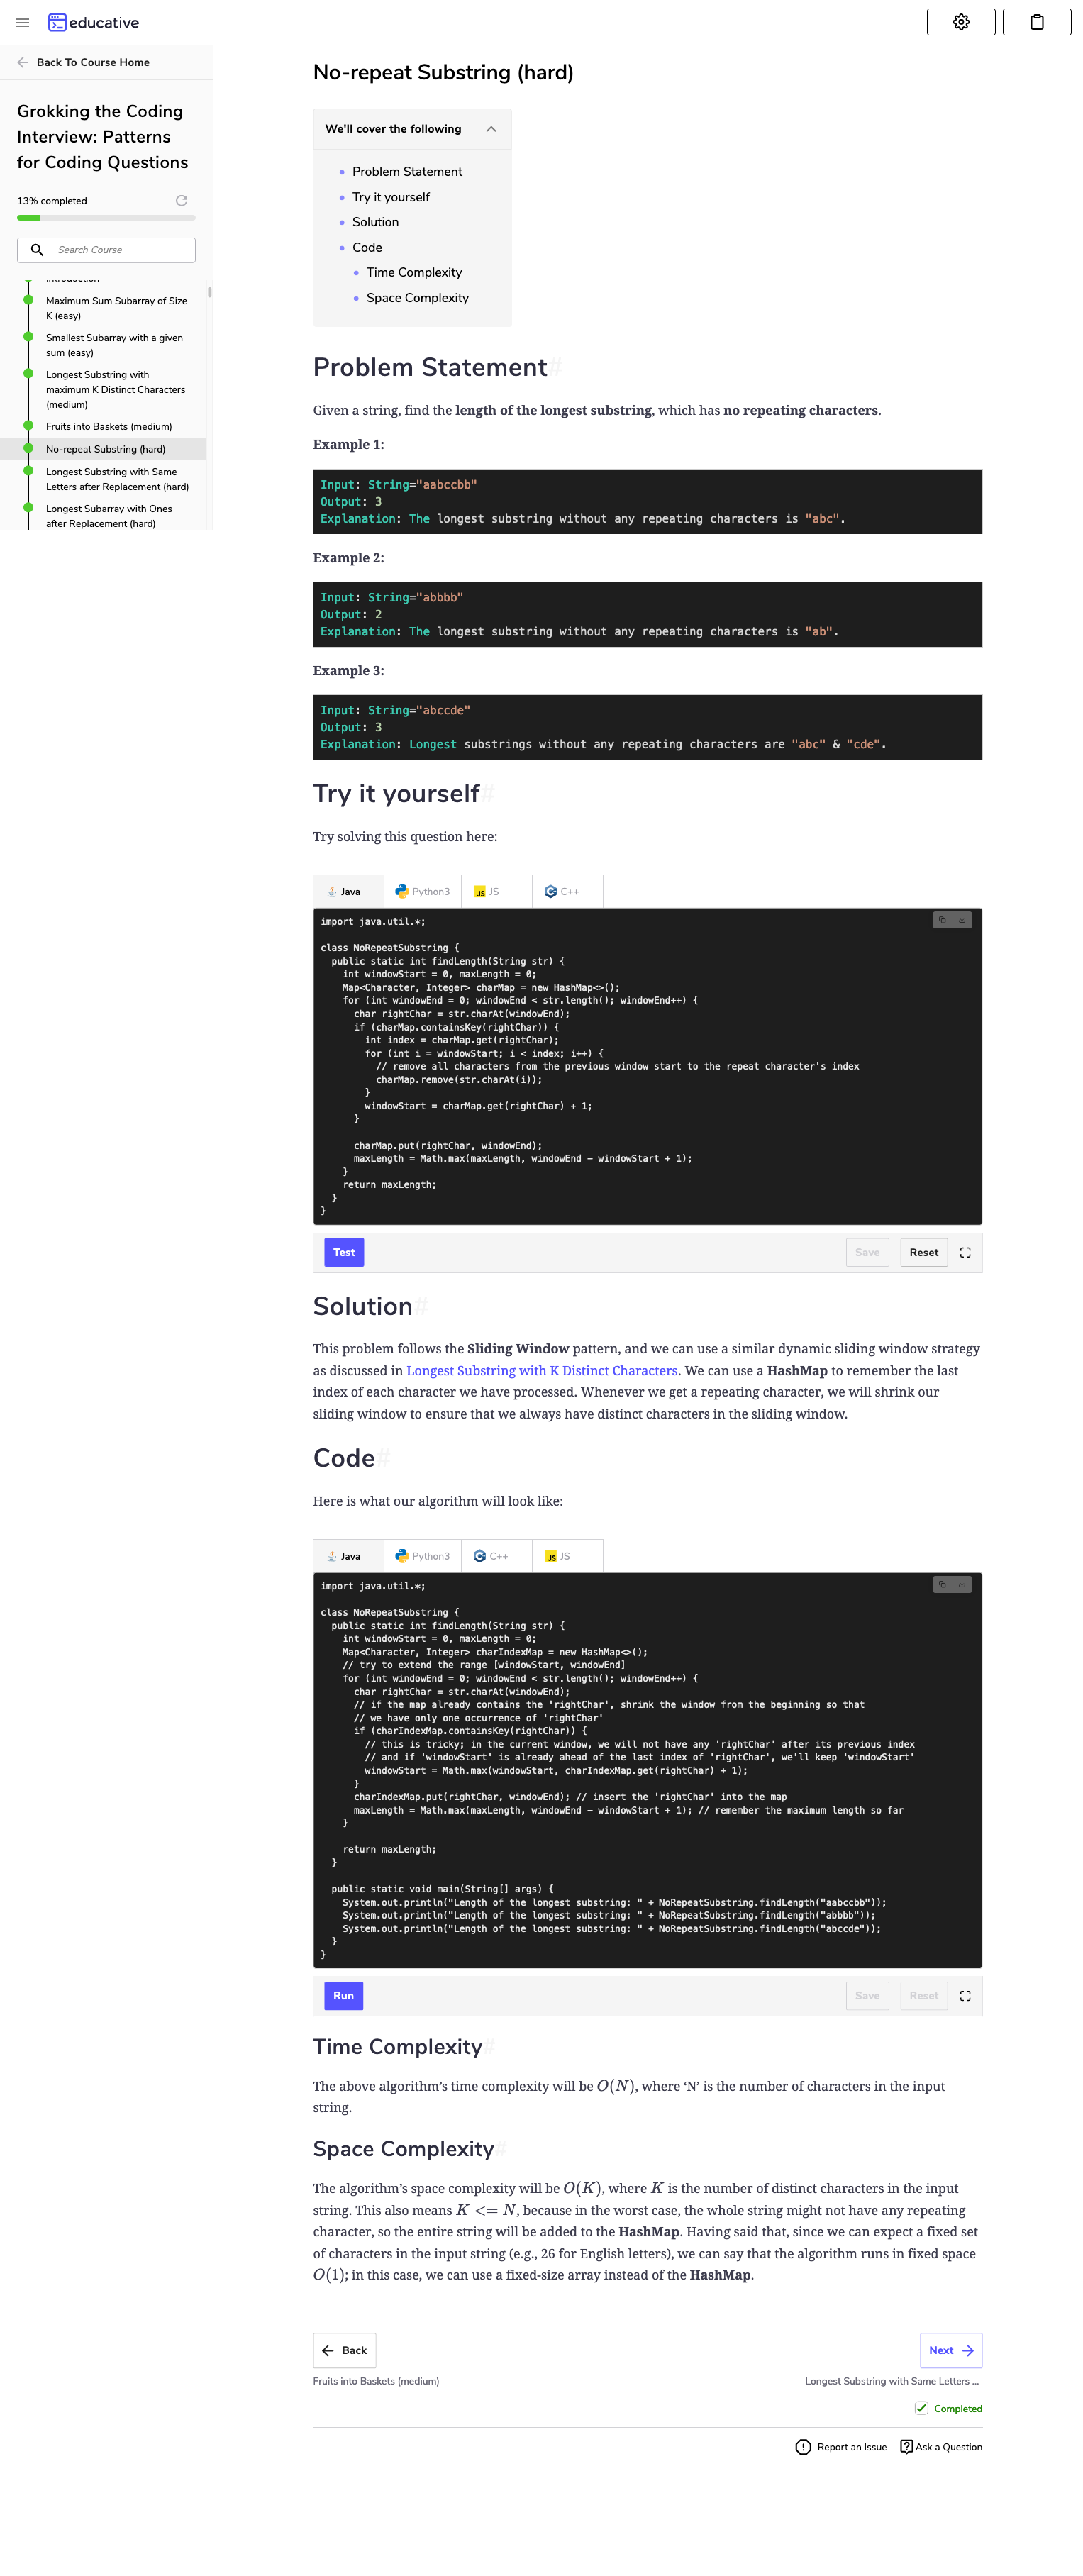 educative
Back To Course Home
Grokking the Coding
Interview: Patterns
for Coding Questions
13% completed
Search Course
Introduction
Maximum Sum Subarray of Size
K (easy)
Smallest Subarray with a given
sum (easy)
Longest Substring with
maximum K Distinct Characters
(medium)
Fruits into Baskets (medium)
No-repeat Substring (hard)
Longest Substring with Same
Letters after Replacement (hard)
Longest Subarray with Ones
after Replacement (hard)
No-repeat Substring (hard)
We'll cover the following
Problem Statement
Try it yourself
Solution
Code
Time Complexity
Space Complexity
Problem Statement#
Given a string, find the length of the longest substring, which has no repeating characters.
Example 1:
Input: String="aabccbb"
Output: 3
Explanation: The longest substring without any repeating characters is "abc".
Example 2:
Input: String="abbbb"
Output: 2
Explanation: The longest substring without any repeating characters is "ab".
Example 3:
Input: String="abccde"
Output: 3
Explanation: Longest substrings without any repeating characters are "abc" & "cde".
Try it yourself#
Try solving this question here:
Java Python3 JS JS C++
import java.util.*;
class NoRepeatSubstring {
  public static int findLength(String str) {
    int windowStart = 0, maxLength = 0;
    Map<Character, Integer> charMap = new HashMap<>();
    for (int windowEnd = 0; windowEnd < str.length(); windowEnd++) {
      char rightChar = str.charAt(windowEnd);
      if (charMap.containsKey(rightChar)) {
        int index = charMap.get(rightChar);
        for (int i = windowStart; i < index; i++) {
          // remove all characters from the previous window start to the repeat character's index
          charMap.remove(str.charAt(i));
        }
        windowStart = charMap.get(rightChar) + 1;
      }
      charMap.put(rightChar, windowEnd);
      maxLength = Math.max(maxLength, windowEnd - windowStart + 1);
    }
    return maxLength;
  }
}
Test Save Reset
Solution#
This problem follows the Sliding Window pattern, and we can use a similar dynamic sliding window strategy
as discussed in Longest Substring with K Distinct Characters. We can use a HashMap to remember the last
index of each character we have processed. Whenever we get a repeating character, we will shrink our
sliding window to ensure that we always have distinct characters in the sliding window.
Code#
Here is what our algorithm will look like:
Java Python3 C++ JS JS
import java.util.*;
class NoRepeatSubstring {
  public static int findLength(String str) {
    int windowStart = 0, maxLength = 0;
    Map<Character, Integer> charIndexMap = new HashMap<>();
    // try to extend the range [windowStart, windowEnd]
    for (int windowEnd = 0; windowEnd < str.length(); windowEnd++) {
      char rightChar = str.charAt(windowEnd);
      // if the map already contains the 'rightChar', shrink the window from the beginning so that
      // we have only one occurrence of 'rightChar'
      if (charIndexMap.containsKey(rightChar)) {
        // this is tricky; in the current window, we will not have any 'rightChar' after its previous index
        // and if 'windowStart' is already ahead of the last index of 'rightChar', we'll keep 'windowStart'
        windowStart = Math.max(windowStart, charIndexMap.get(rightChar) + 1);
      }
      charIndexMap.put(rightChar, windowEnd); // insert the 'rightChar' into the map
      maxLength = Math.max(maxLength, windowEnd - windowStart + 1); // remember the maximum length so far
    }
    return maxLength;
  }
  public static void main(String[] args) {
    System.out.println("Length of the longest substring: " + NoRepeatSubstring.findLength("aabccbb"));
    System.out.println("Length of the longest substring: " + NoRepeatSubstring.findLength("abbbb"));
    System.out.println("Length of the longest substring: " + NoRepeatSubstring.findLength("abccde"));
  }
}
Run Save Reset
Time Complexity#
The above algorithm's time complexity will be O(N), where 'N' is the number of characters in the input
string.
Space Complexity#
The algorithm's space complexity will be O(K), where K is the number of distinct characters in the input
string. This also means K <= N, because in the worst case, the whole string might not have any repeating
character, so the entire string will be added to the HashMap. Having said that, since we can expect a fixed set
of characters in the input string (e.g., 26 for English letters), we can say that the algorithm runs in fixed space
O(1); in this case, we can use a fixed-size array instead of the HashMap.
Back
Next
Fruits into Baskets (medium)
Longest Substring with Same Letters ...
Completed
Report an Issue
Ask a Question